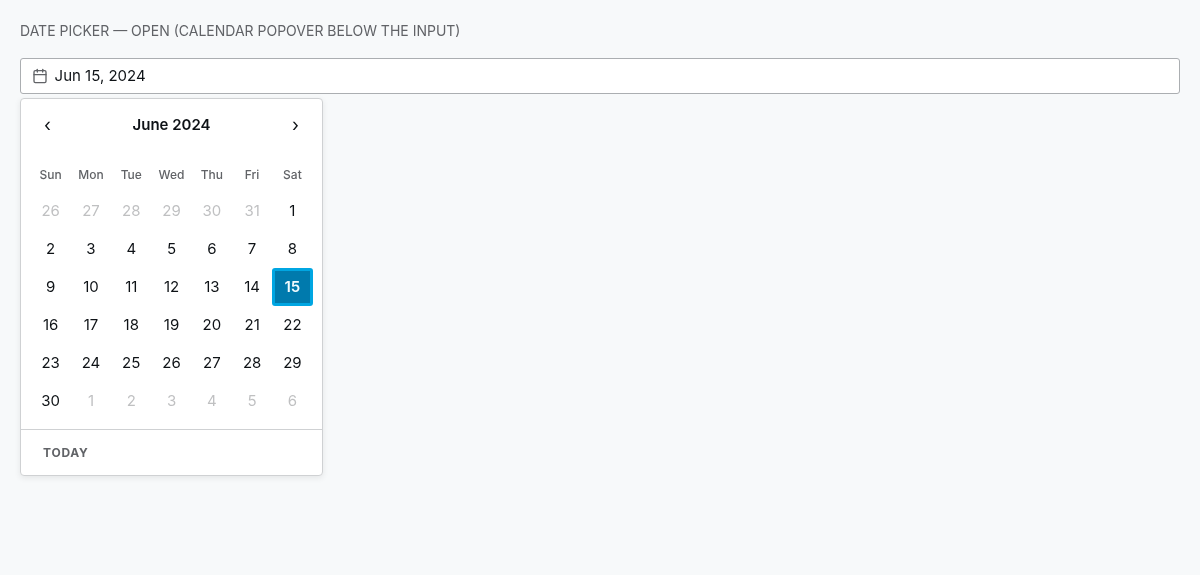 DATE PICKER — OPEN (CALENDAR POPOVER BELOW THE INPUT)
Jun 15, 2024
‹ June 2024 ›
Sun Mon Tue Wed Thu Fri Sat
26 27 28 29 30 31 1
2 3 4 5 6 7 8
9 10 11 12 13 14 15
16 17 18 19 20 21 22
23 24 25 26 27 28 29
30 1 2 3 4 5 6
TODAY